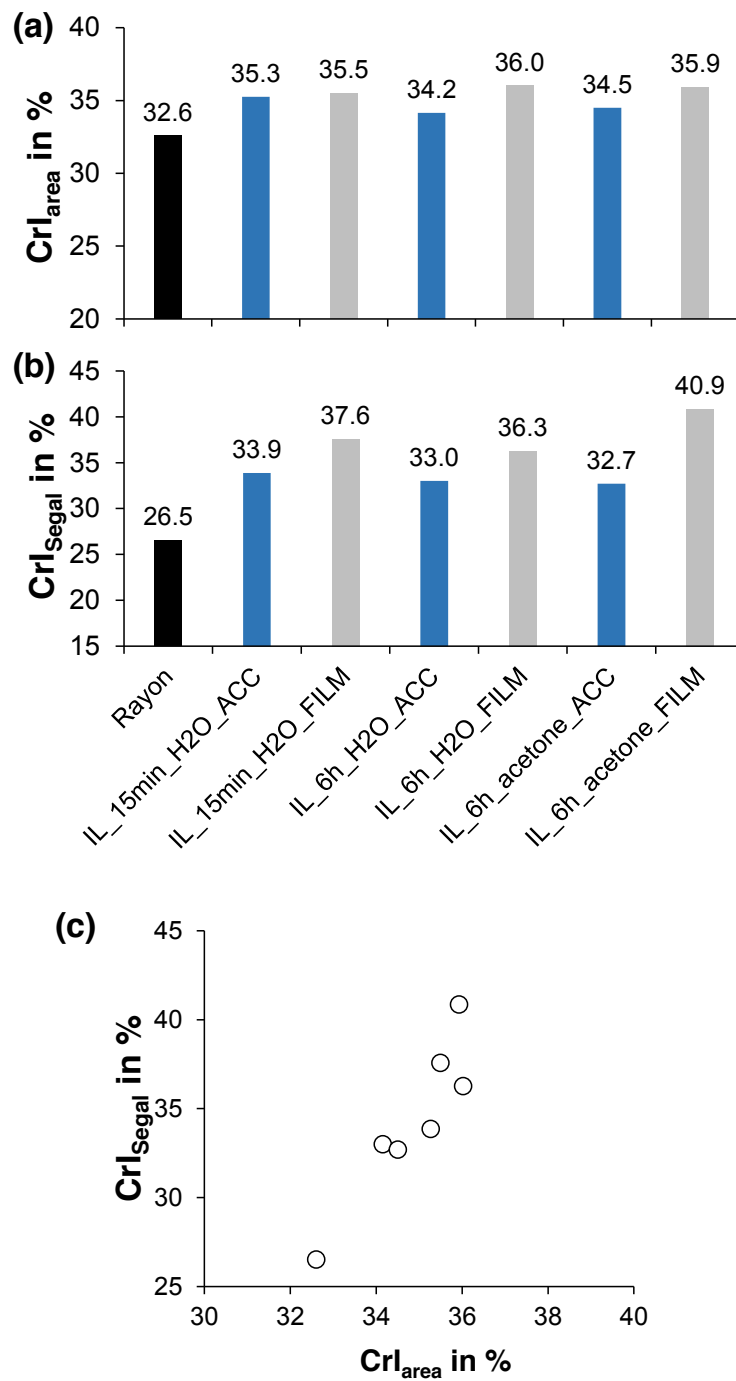 (a)
CrI_area in %
40
35
30
25
20
32.6
35.3
35.5
34.2
36.0
34.5
35.9
(b)
CrI_Segal in %
45
40
35
30
25
20
15
26.5
33.9
37.6
33.0
36.3
32.7
40.9
Rayon
IL_15min_H2O_ACC
IL_15min_H2O_FILM
IL_6h_H2O_ACC
IL_6h_H2O_FILM
IL_6h_acetone_ACC
IL_6h_acetone_FILM
(c)
CrI_Segal in %
45
40
35
30
25
30 32 34 36 38 40
CrI_area in %